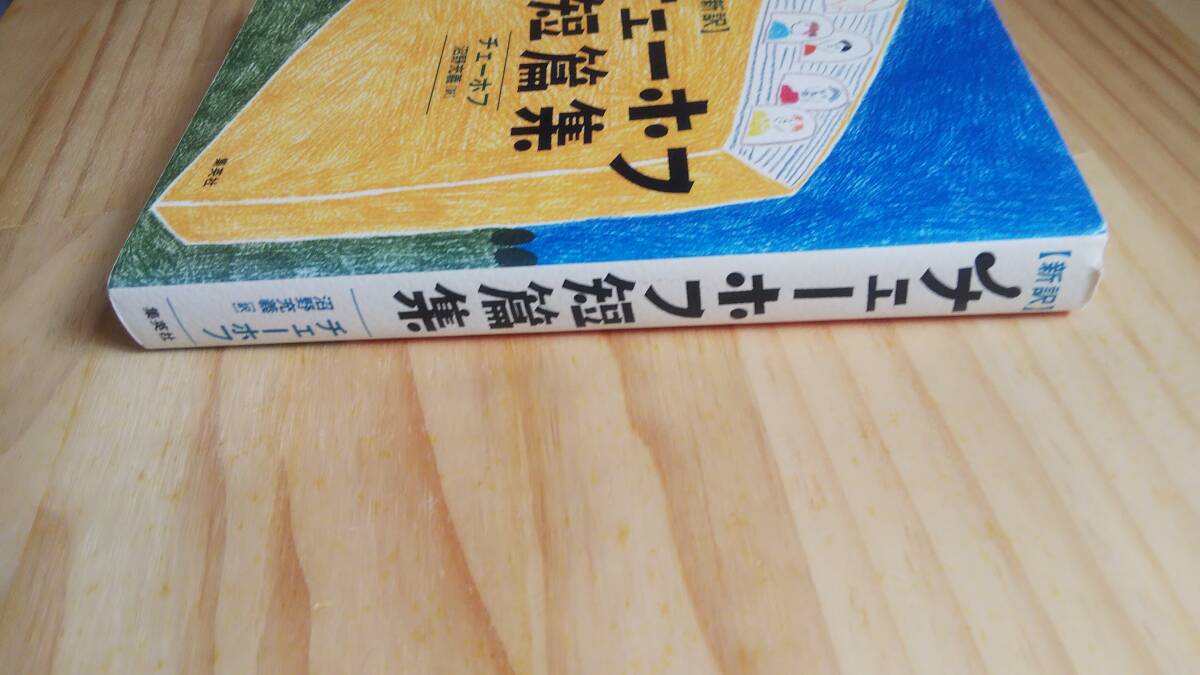 新訳】
チェーホフ
短篇集
チェーホフ
沼野充義[訳]
集英社
【新訳】
チェーホフ短篇集
チェーホフ
沼野充義[訳]
集英社